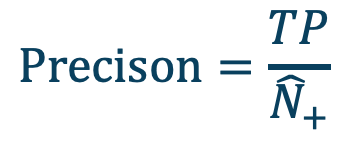 Precison = TP / N̂₊